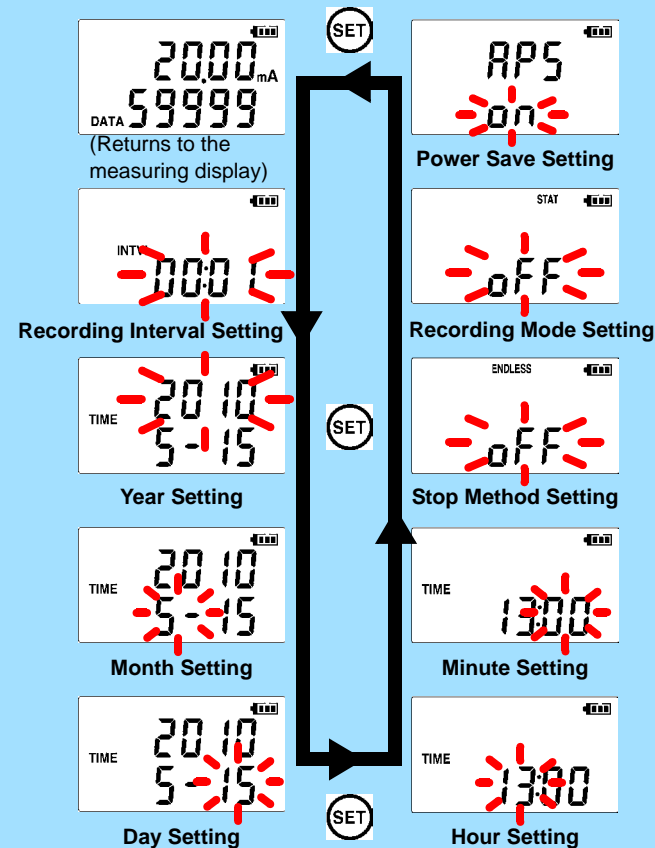 SET
20.00 mA
DATA 59999
(Returns to the
measuring display)
INTVL 00:01
Recording Interval Setting
TIME 2010
5-15
Year Setting
TIME 2010
5-15
Month Setting
TIME 2010
5-15
Day Setting
SET
SET
APS
on
Power Save Setting
STAT
oFF
Recording Mode Setting
ENDLESS
oFF
Stop Method Setting
TIME
13:00
Minute Setting
TIME
13:00
Hour Setting